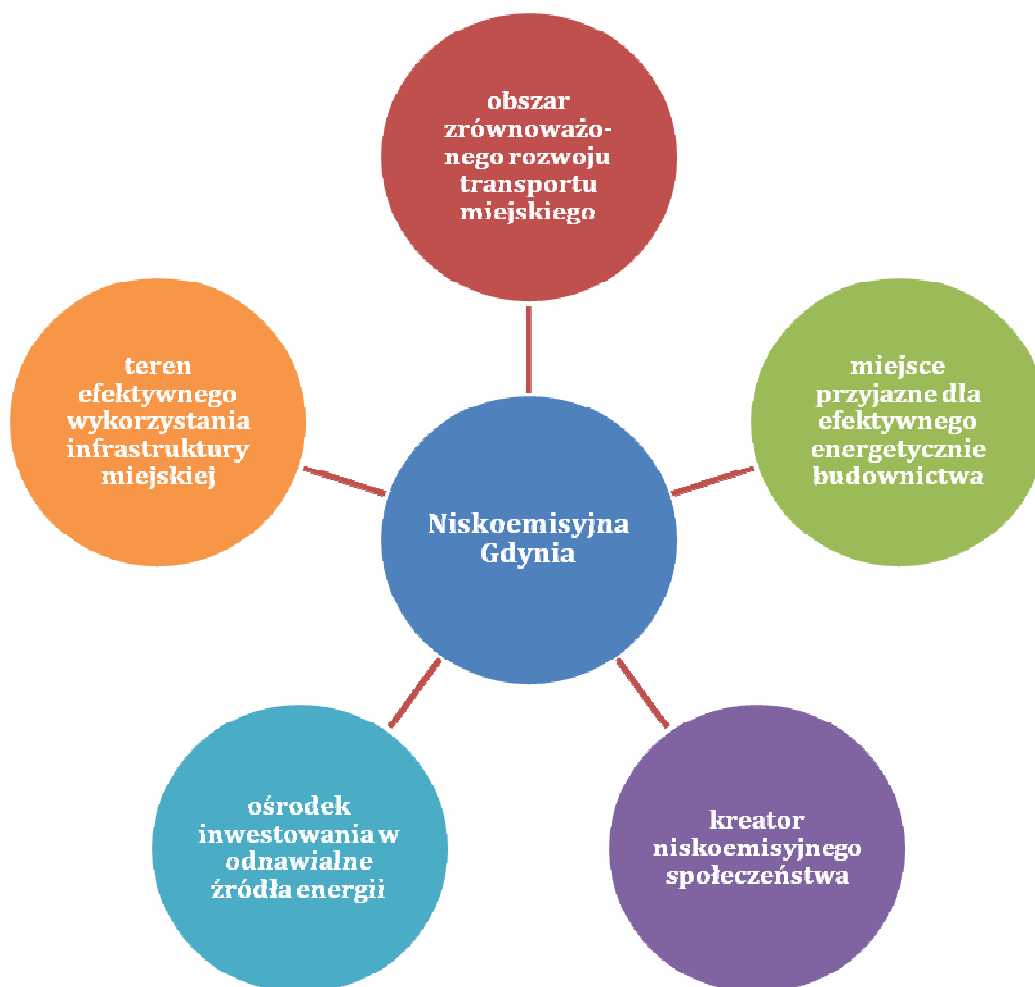 obszar
zrównoważo-
nego rozwoju
transportu
miejskiego
teren
efektywnego
wykorzystania
infrastruktury
miejskiej
miejsce
przyjazne dla
efektywnego
energetycznie
budownictwa
Niskoemisyjna
Gdynia
ośrodek
inwestowania w
odnawialne
źródła energii
kreator
niskoemisyjnego
społeczeństwa